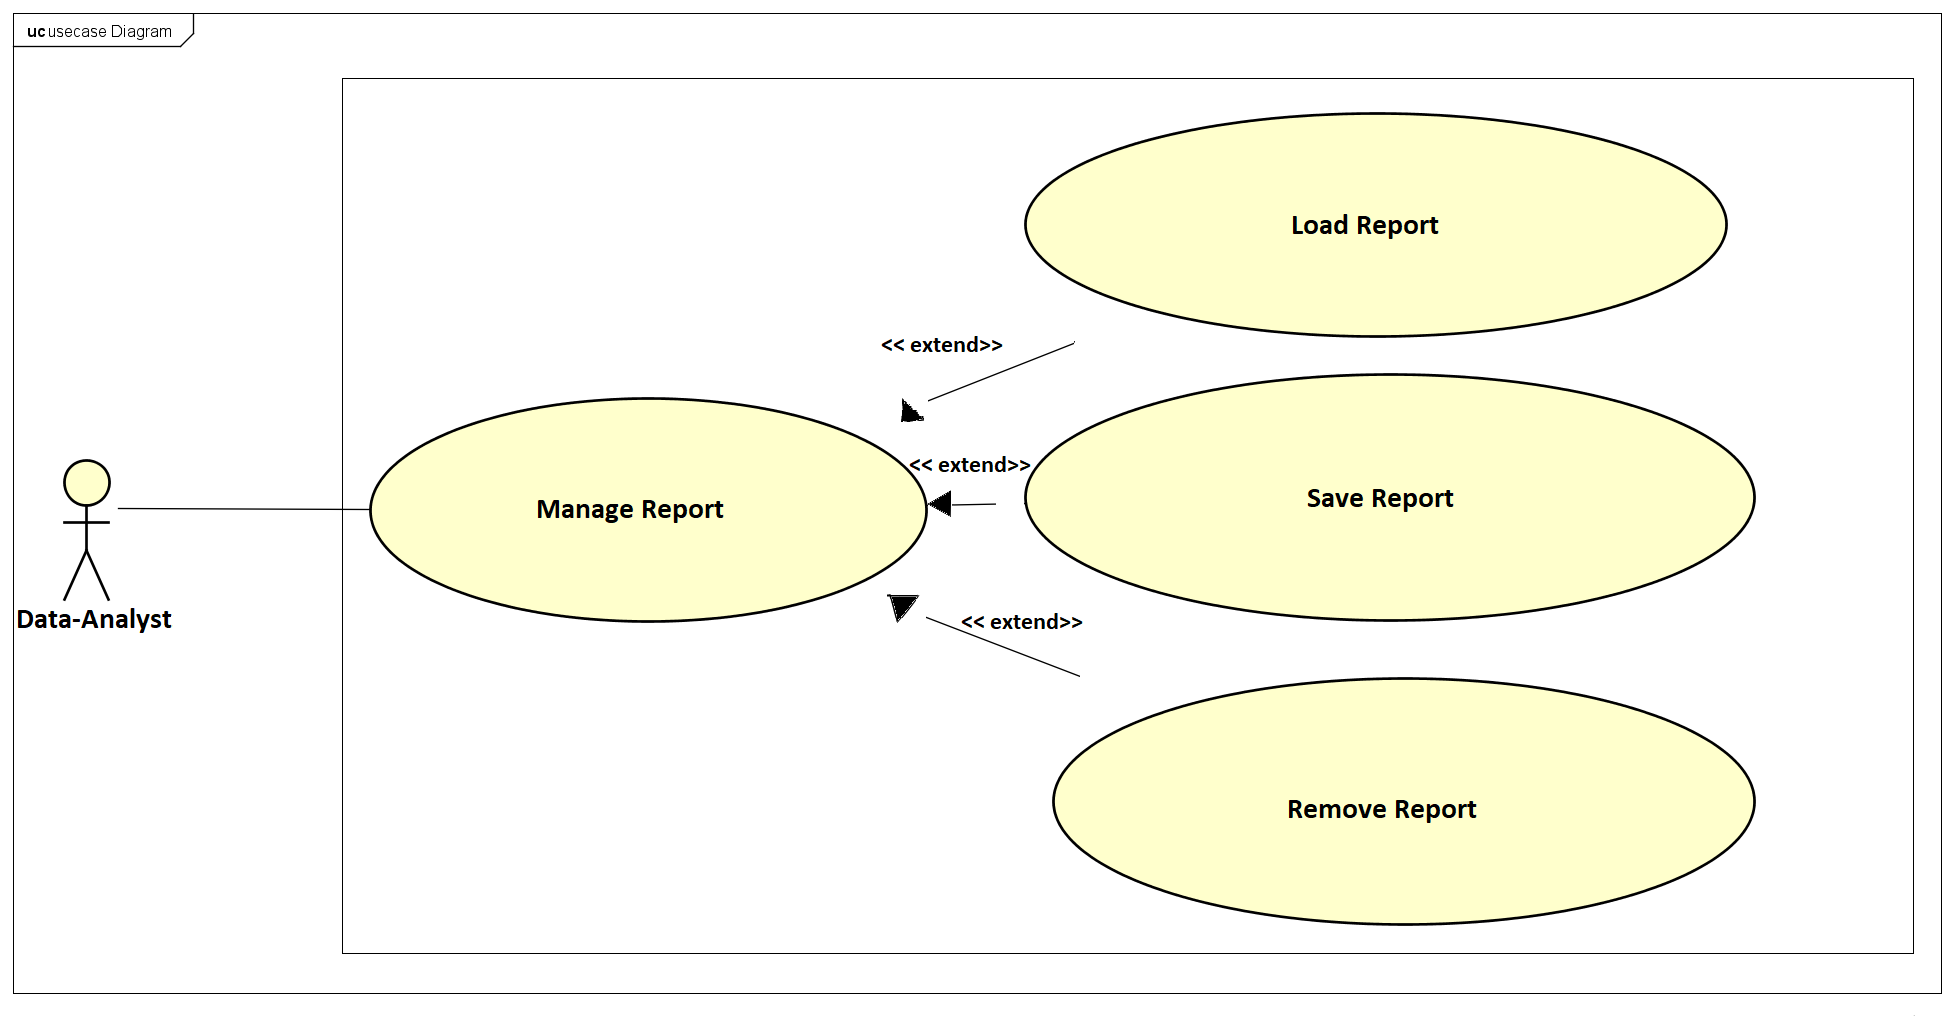 uc usecase Diagram
Load Report
<< extend>>
<< extend>>
Save Report
Manage Report
Data-Analyst
<< extend>>
Remove Report